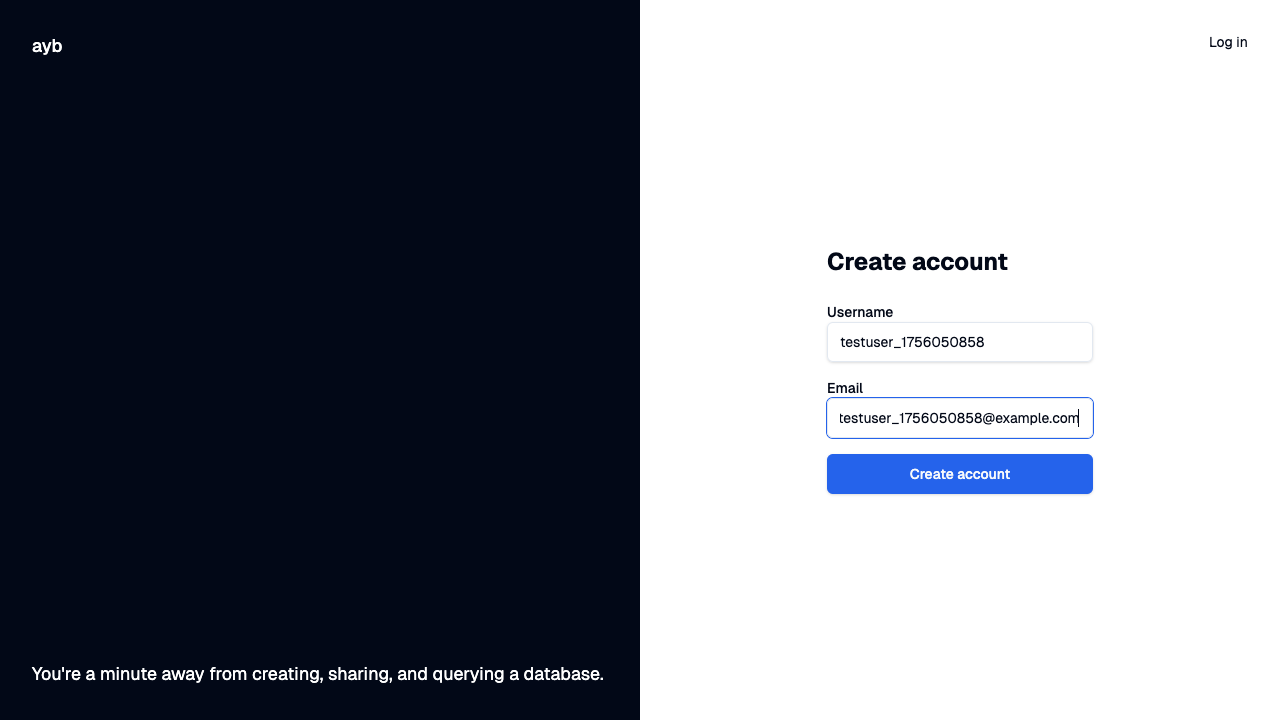 ayb
Log in
Create account
Username
testuser_1756050858
Email
testuser_1756050858@example.com
Create account
You're a minute away from creating, sharing, and querying a database.